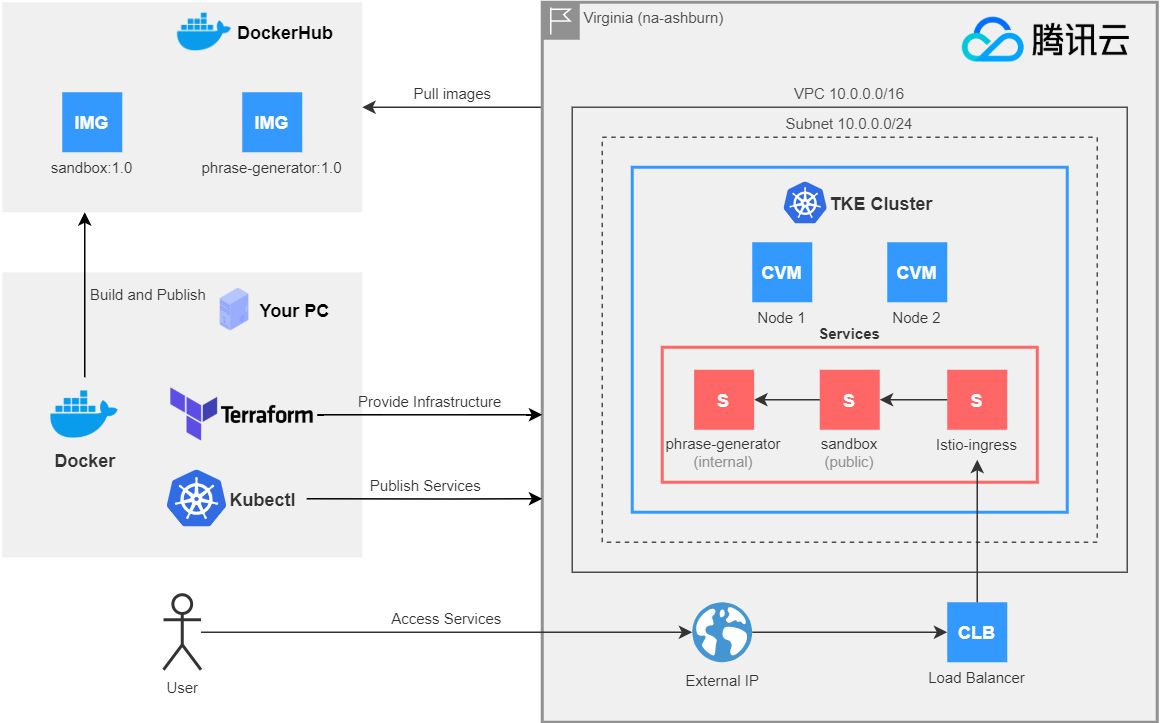 DockerHub
IMG
sandbox:1.0
IMG
phrase-generator:1.0
Build and Publish
Your PC
Docker
Terraform
Kubectl
Pull images
Provide Infrastructure
Publish Services
Access Services
User
Virginia (na-ashburn)
腾讯云
VPC 10.0.0.0/16
Subnet 10.0.0.0/24
TKE Cluster
CVM
Node 1
CVM
Node 2
Services
S
phrase-generator
(internal)
S
sandbox
(public)
S
Istio-ingress
External IP
CLB
Load Balancer